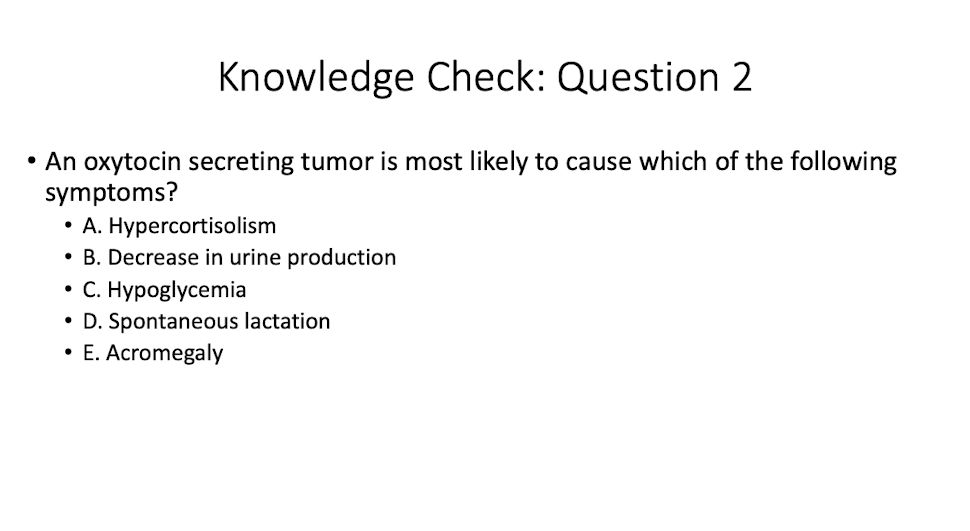 Knowledge Check: Question 2
• An oxytocin secreting tumor is most likely to cause which of the following
symptoms?
• A. Hypercortisolism
• B. Decrease in urine production
• C. Hypoglycemia
• D. Spontaneous lactation
• E. Acromegaly